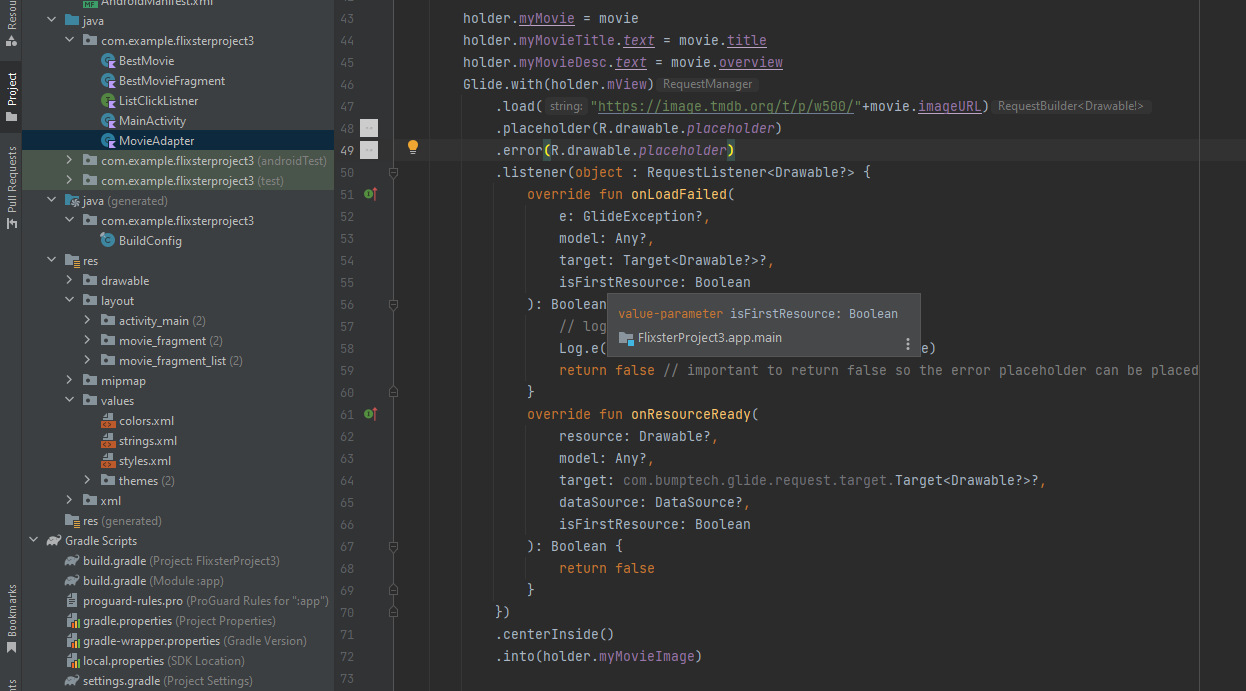 AndroidManifest.xml
java
com.example.flixsterproject3
BestMovie
BestMovieFragment
ListClickListner
MainActivity
MovieAdapter
com.example.flixsterproject3 (androidTest)
com.example.flixsterproject3 (test)
java (generated)
com.example.flixsterproject3
BuildConfig
res
drawable
layout
activity_main (2)
movie_fragment (2)
movie_fragment_list (2)
mipmap
values
colors.xml
strings.xml
styles.xml
themes (2)
xml
res (generated)
Gradle Scripts
build.gradle (Project: FlixsterProject3)
build.gradle (Module :app)
proguard-rules.pro (ProGuard Rules for ":app")
gradle.properties (Project Properties)
gradle-wrapper.properties (Gradle Version)
local.properties (SDK Location)
settings.gradle (Project Settings)
Project
Pull Requests
Bookmarks
43 holder.myMovie = movie
44 holder.myMovieTitle.text = movie.title
45 holder.myMovieDesc.text = movie.overview
46 Glide.with(holder.mView) RequestManager
47 .load( string: "https://image.tmdb.org/t/p/w500/"+movie.imageURL) RequestBuilder<Drawable!>
48 .placeholder(R.drawable.placeholder)
49 .error(R.drawable.placeholder)
50 .listener(object : RequestListener<Drawable?> {
51 override fun onLoadFailed(
52 e: GlideException?,
53 model: Any?,
54 target: Target<Drawable?>?,
55 isFirstResource: Boolean
56 ): Boolean
57 // log
58 Log.e( e)
59 return false // important to return false so the error placeholder can be placed
60 }
61 override fun onResourceReady(
62 resource: Drawable?,
63 model: Any?,
64 target: com.bumptech.glide.request.target.Target<Drawable?>?,
65 dataSource: DataSource?,
66 isFirstResource: Boolean
67 ): Boolean {
68 return false
69 }
70 })
71 .centerInside()
72 .into(holder.myMovieImage)
73
value-parameter isFirstResource: Boolean
FlixsterProject3.app.main